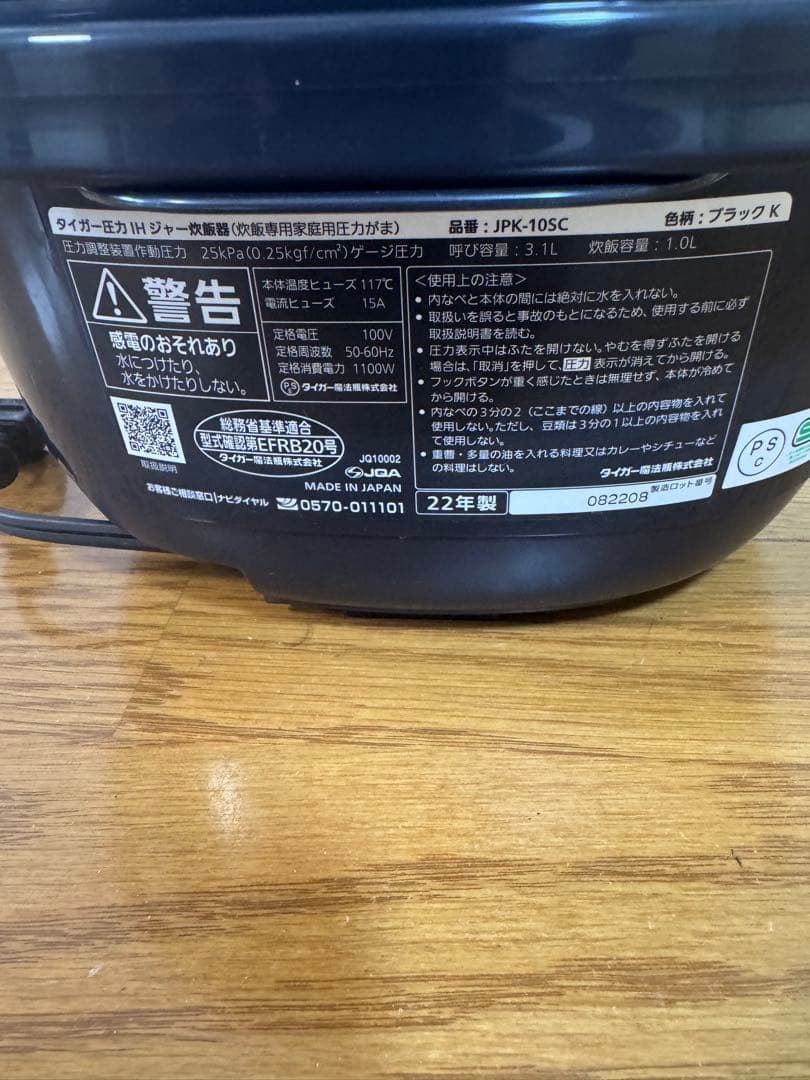 タイガー圧力IHジャー炊飯器(炊飯専用家庭用圧力がま) 品番：JPK-10SC 色柄：ブラックK
圧力調整装置作動圧力 25kPa(0.25kgf/cm²)ゲージ圧力 呼び容量：3.1L 炊飯容量：1.0L
警告
感電のおそれあり
水につけたり、
水をかけたりしない。
本体温度ヒューズ 117℃
電流ヒューズ 15A
定格電圧 100V
定格周波数 50-60Hz
定格消費電力 1100W
PSE タイガー魔法瓶株式会社
<使用上の注意>
●内なべと本体の間には絶対に水を入れない。
●取扱いを誤ると事故のもとになるため、使用する前に必ず
取扱説明書を読む。
●圧力表示中はふたを開けない。やむを得ずふたを開ける
場合は、「取消」を押して、圧力表示が消えてから開ける。
●フックボタンが重く感じたときは無理せず、本体が冷めて
から開ける。
●内なべの3分の2（ここまでの線）以上の内容物を入れて
使用しない。ただし、豆類は3分の1以上の内容物を入れ
て使用しない。
●重曹・多量の油を入れる料理又はカレーやシチューなど
の料理はしない。
タイガー魔法瓶株式会社
取扱説明
総務省基準適合
型式確認第EFRB20号
タイガー魔法瓶株式会社
JQ10002
JQA
MADE IN JAPAN
お客様ご相談窓口|ナビダイヤル 0570-011101
22年製
082208 製造ロット番号
PS
C